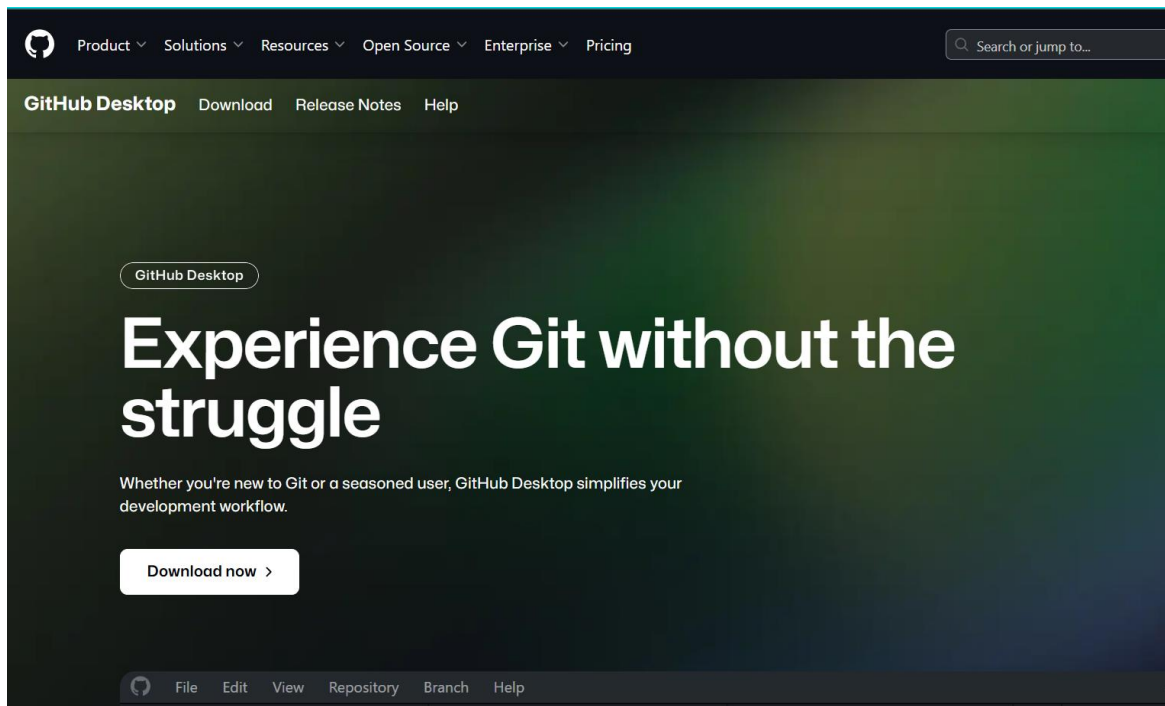 Product Solutions Resources Open Source Enterprise Pricing Search or jump to...
GitHub Desktop Download Release Notes Help
GitHub Desktop
Experience Git without the
struggle
Whether you're new to Git or a seasoned user, GitHub Desktop simplifies your
development workflow.
Download now
File Edit View Repository Branch Help